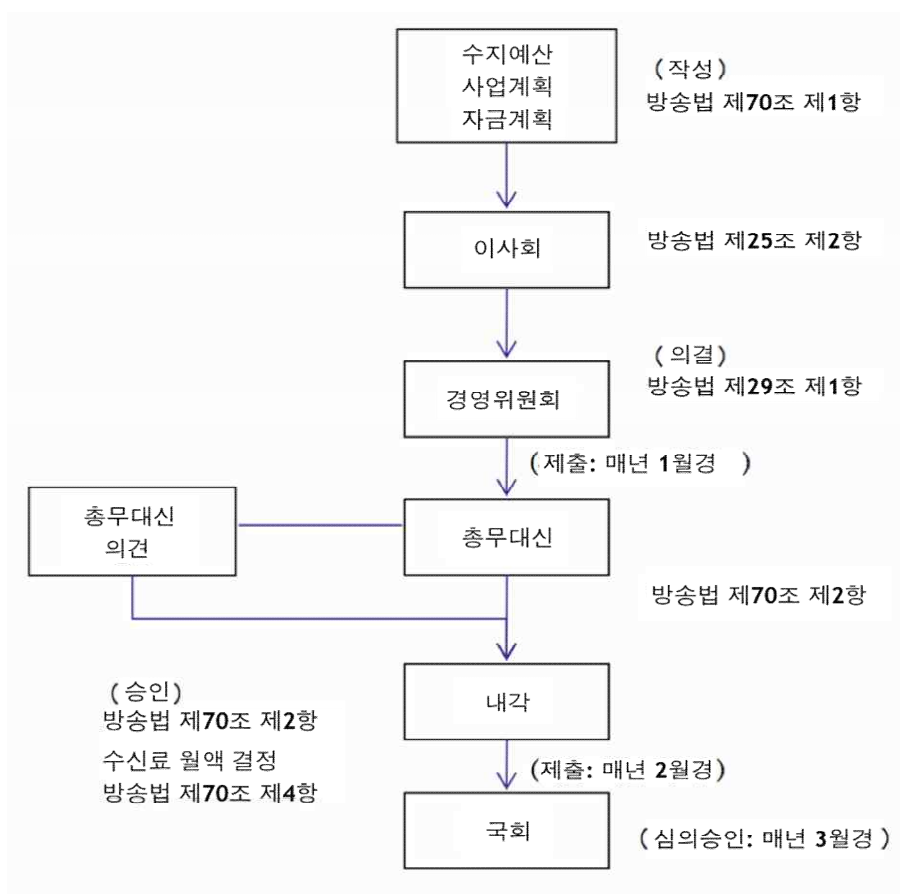 수지예산
사업계획
자금계획
(작성)
방송법 제70조 제1항
이사회
방송법 제25조 제2항
(의결)
방송법 제29조 제1항
경영위원회
(제출: 매년 1월경 )
총무대신
의견
총무대신
방송법 제70조 제2항
(승인)
방송법 제70조 제2항
수신료 월액 결정
방송법 제70조 제4항
내각
(제출: 매년 2월경)
국회
(심의승인: 매년 3월경)